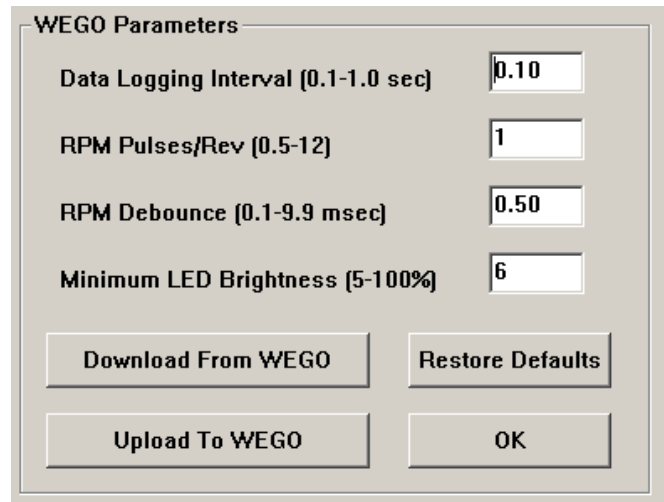 WEGO Parameters
Data Logging Interval (0.1-1.0 sec) 0.10
RPM Pulses/Rev (0.5-12) 1
RPM Debounce (0.1-9.9 msec) 0.50
Minimum LED Brightness (5-100%) 6
Download From WEGO Restore Defaults
Upload To WEGO OK